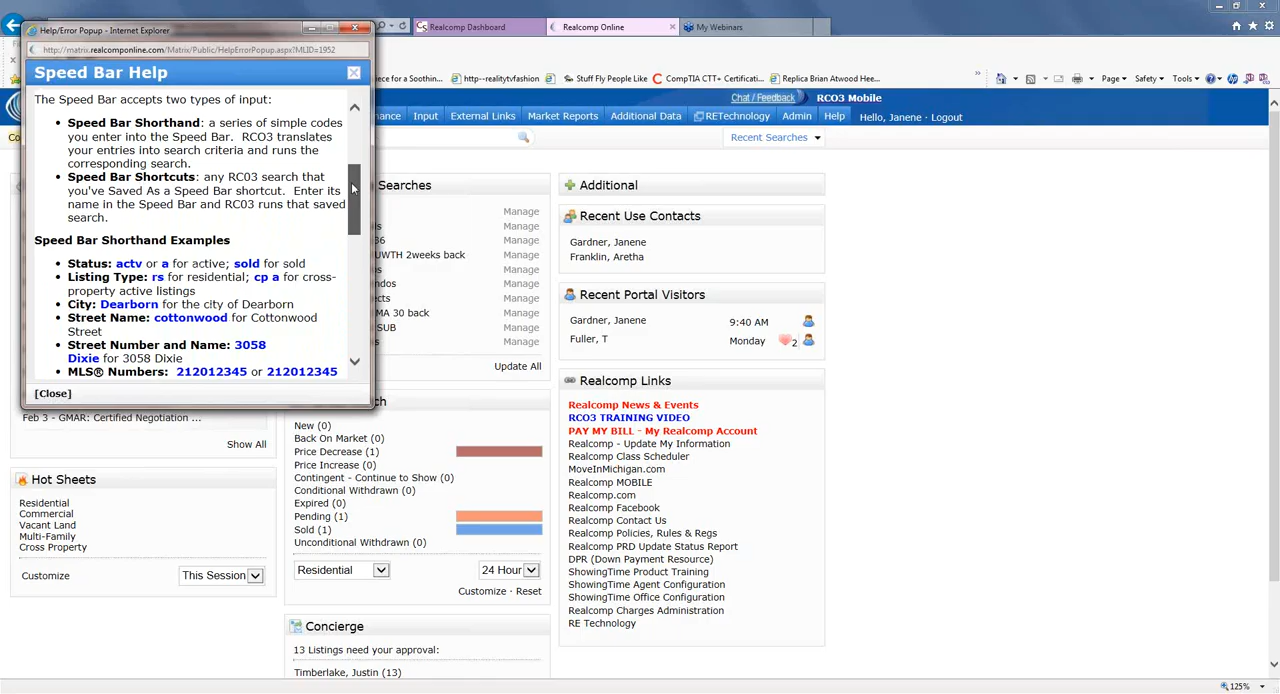 Help/Error Popup - Internet Explorer
http://matrix.realcomponline.com/Matrix/Public/HelpErrorPopup.aspx?MLID=1952
Realcomp Dashboard
Realcomp Online
My Webinars
Speed Bar Help
The Speed Bar accepts two types of input:
• Speed Bar Shorthand: a series of simple codes
you enter into the Speed Bar. RCO3 translates
your entries into search criteria and runs the
corresponding search.
• Speed Bar Shortcuts: any RC03 search that
you've Saved As a Speed Bar shortcut. Enter its
name in the Speed Bar and RC03 runs that saved
search.
Speed Bar Shorthand Examples
• Status: actv or a for active; sold for sold
• Listing Type: rs for residential; cp a for cross-
property active listings
• City: Dearborn for the city of Dearborn
• Street Name: cottonwood for Cottonwood
Street
• Street Number and Name: 3058
Dixie for 3058 Dixie
• MLS® Numbers: 212012345 or 212012345
[Close]
iece for a Soothin...
http--realitytvfashion
Stuff Fly People Like
CompTIA CTT+ Certificati...
Replica Brian Atwood Hee...
Page
Safety
Tools
Chat / Feedback
RCO3 Mobile
nance
Input
External Links
Market Reports
Additional Data
RETechnology
Admin
Help
Hello, Janene - Logout
Recent Searches
Searches
Manage
Manage
36 Manage
UWTH 2weeks back Manage
Manage
ndos Manage
ects Manage
MA 30 back Manage
SUB Manage
Manage
Update All
Additional
Recent Use Contacts
Gardner, Janene
Franklin, Aretha
Recent Portal Visitors
Gardner, Janene 9:40 AM
Fuller, T Monday 2
Realcomp Links
Realcomp News & Events
RCO3 TRAINING VIDEO
PAY MY BILL - My Realcomp Account
Realcomp - Update My Information
Realcomp Class Scheduler
MoveInMichigan.com
Realcomp MOBILE
Realcomp.com
Realcomp Facebook
Realcomp Contact Us
Realcomp Policies, Rules & Regs
Realcomp PRD Update Status Report
DPR (Down Payment Resource)
ShowingTime Product Training
ShowingTime Agent Configuration
ShowingTime Office Configuration
Realcomp Charges Administration
RE Technology
Feb 3 - GMAR: Certified Negotiation ...
Show All
Hot Sheets
Residential
Commercial
Vacant Land
Multi-Family
Cross Property
Customize
This Session
New (0)
Back On Market (0)
Price Decrease (1)
Price Increase (0)
Contingent - Continue to Show (0)
Conditional Withdrawn (0)
Expired (0)
Pending (1)
Sold (1)
Unconditional Withdrawn (0)
Residential
24 Hour
Customize · Reset
Concierge
13 Listings need your approval:
Timberlake, Justin (13)
125%